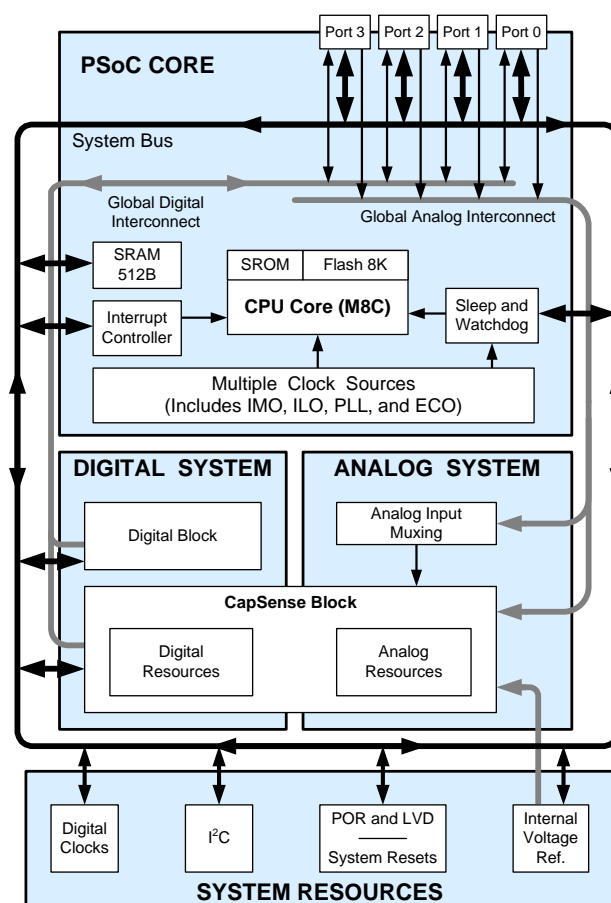 Port 3 Port 2 Port 1 Port 0
PSoC CORE
System Bus
Global Digital
Interconnect
Global Analog Interconnect
SRAM
512B
SROM Flash 8K
CPU Core (M8C)
Interrupt
Controller
Sleep and
Watchdog
Multiple Clock Sources
(Includes IMO, ILO, PLL, and ECO)
DIGITAL SYSTEM
ANALOG SYSTEM
Digital Block
Analog Input
Muxing
CapSense Block
Digital
Resources
Analog
Resources
Digital
Clocks
I²C
POR and LVD
System Resets
Internal
Voltage
Ref.
SYSTEM RESOURCES